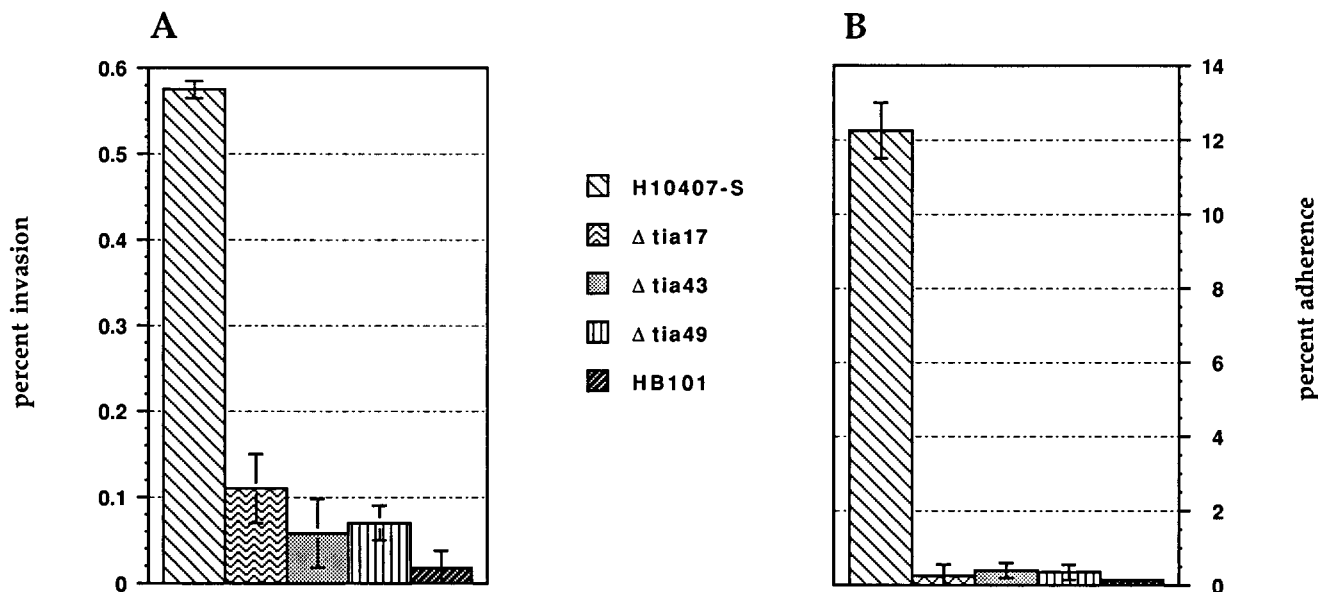 A
B
percent invasion
0.6
0.5
0.4
0.3
0.2
0.1
0
H10407-S
Δ tia17
Δ tia43
Δ tia49
HB101
14
12
10
8
6
4
2
0
percent adherence